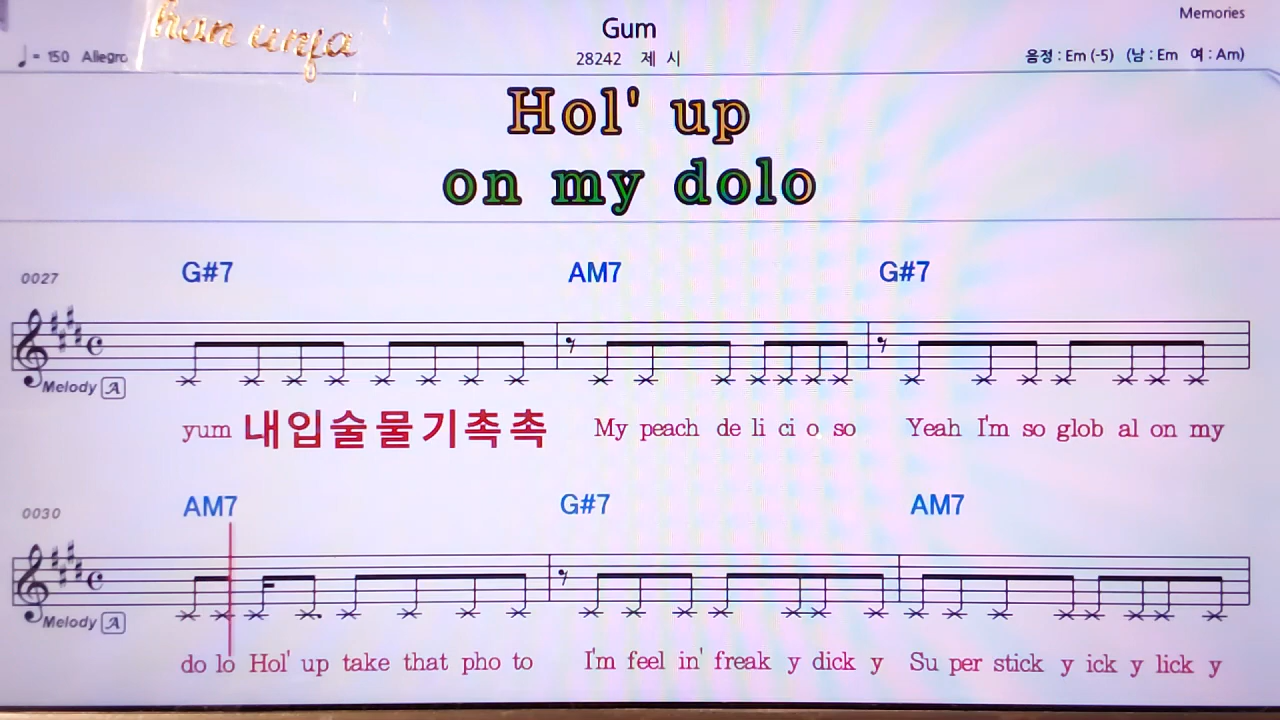 Memories
han unja
Gum
♩= 150 Allegro
28242 제 시
음정 : Em (-5) (남 : Em 여 : Am)
Hol' up
on my dolo
0027
G#7 AM7 G#7
Melody A
yum 내입술물기촉촉 My peach de li ci o so Yeah I'm so glob al on my
0030
AM7 G#7 AM7
Melody A
do lo Hol' up take that pho to I'm feel in' freak y dick y Su per stick y ick y lick y